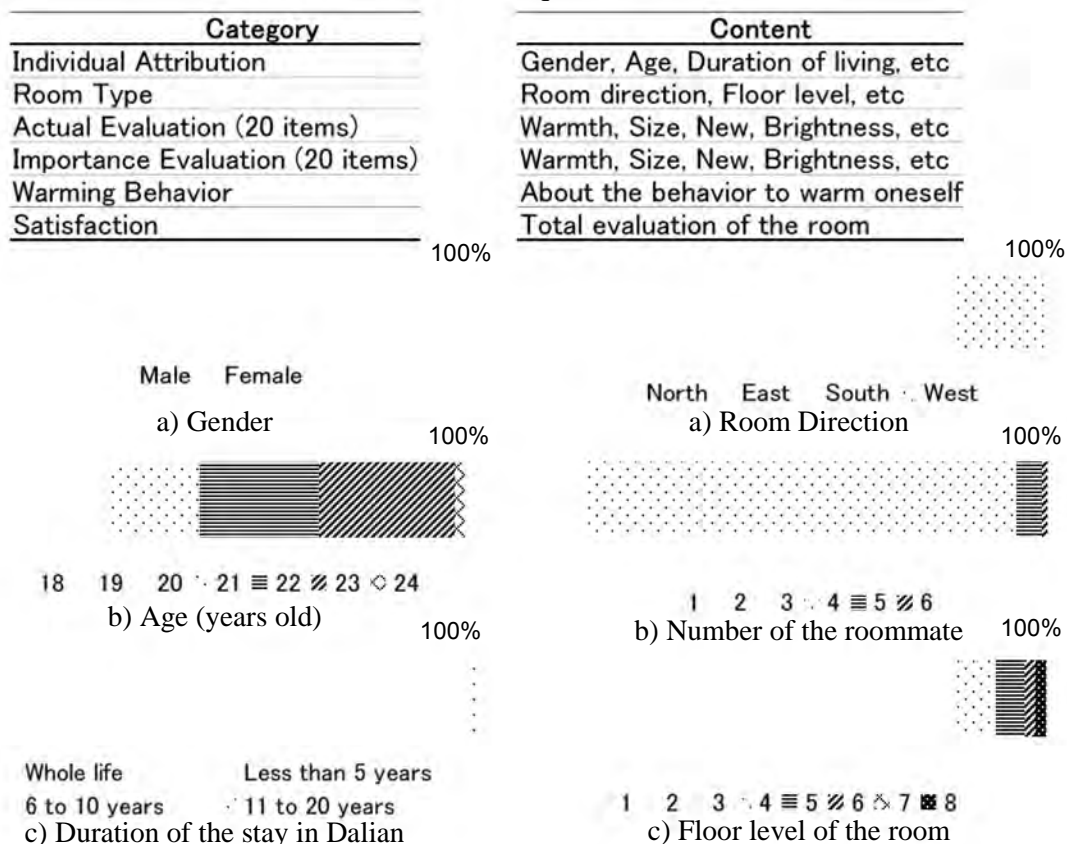 Category Content
Individual Attribution Gender, Age, Duration of living, etc
Room Type Room direction, Floor level, etc
Actual Evaluation (20 items) Warmth, Size, New, Brightness, etc
Importance Evaluation (20 items) Warmth, Size, New, Brightness, etc
Warming Behavior About the behavior to warm oneself
Satisfaction Total evaluation of the room
100% 100%
Male Female
North East South West
a) Gender a) Room Direction
100% 100%
18 19 20 21 22 23 24
1 2 3 4 5 6
b) Age (years old) b) Number of the roommate
100% 100%
Whole life Less than 5 years
6 to 10 years 11 to 20 years
1 2 3 4 5 6 7 8
c) Duration of the stay in Dalian c) Floor level of the room